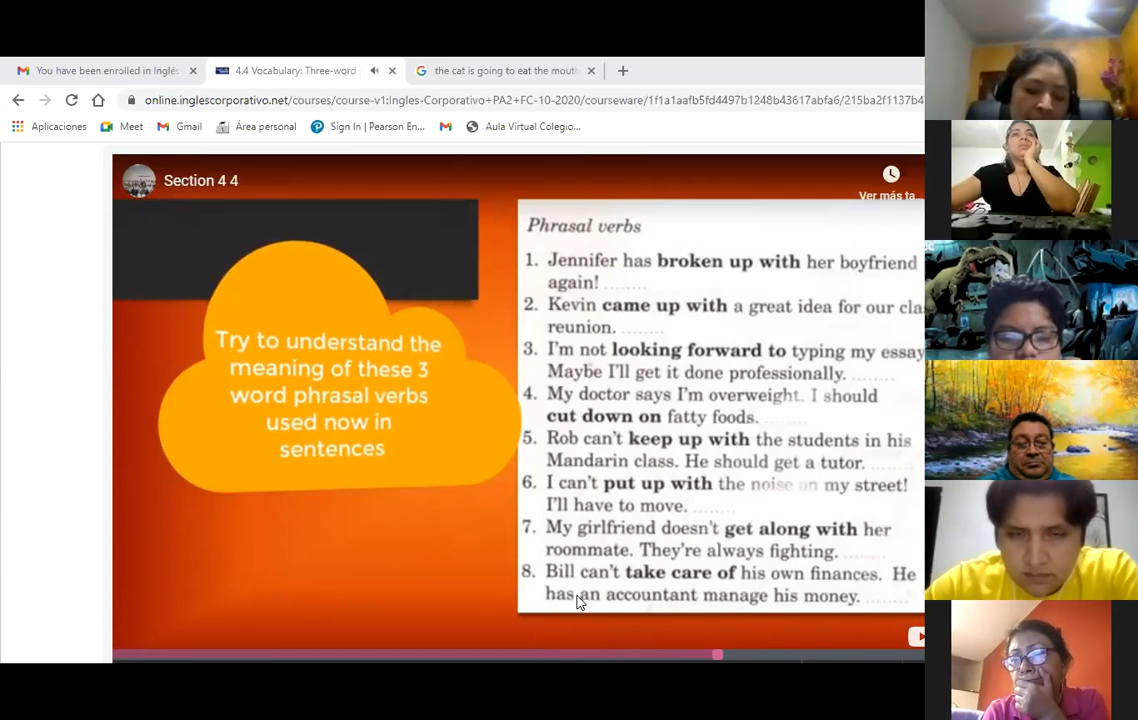 You have been enrolled in Inglés
4.4 Vocabulary: Three-word
the cat is going to eat the mouth
online.inglescorporativo.net/courses/course-v1:Ingles-Corporativo+PA2+FC-10-2020/courseware/1f1a1aafb5fd4497b1248b43617abfa6/215ba2f1137b4
Aplicaciones Meet Gmail Área personal Sign In | Pearson En... Aula Virtual Colegio...
Section 4 4
Ver más ta...
Try to understand the
meaning of these 3
word phrasal verbs
used now in
sentences
Phrasal verbs
1. Jennifer has broken up with her boyfriend
again! ........
2. Kevin came up with a great idea for our cla
reunion. ........
3. I'm not looking forward to typing my essay
Maybe I'll get it done professionally. ........
4. My doctor says I'm overweight. I should
cut down on fatty foods. ........
5. Rob can't keep up with the students in his
Mandarin class. He should get a tutor. ........
6. I can't put up with the noise on my street!
I'll have to move. ........
7. My girlfriend doesn't get along with her
roommate. They're always fighting. ........
8. Bill can't take care of his own finances. He
has an accountant manage his money. ........